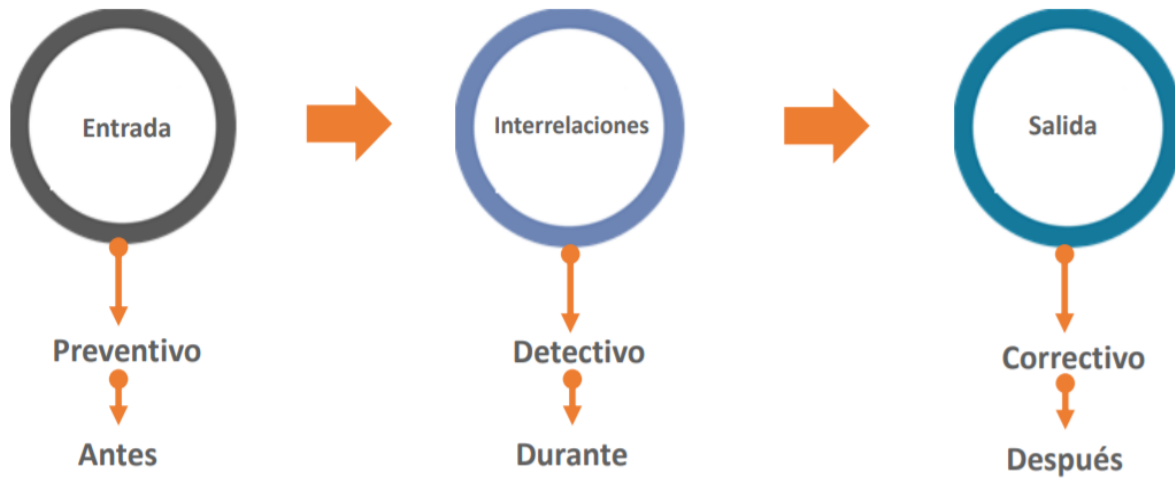 Entrada
Interrelaciones
Salida
Preventivo
Detectivo
Correctivo
Antes
Durante
Después